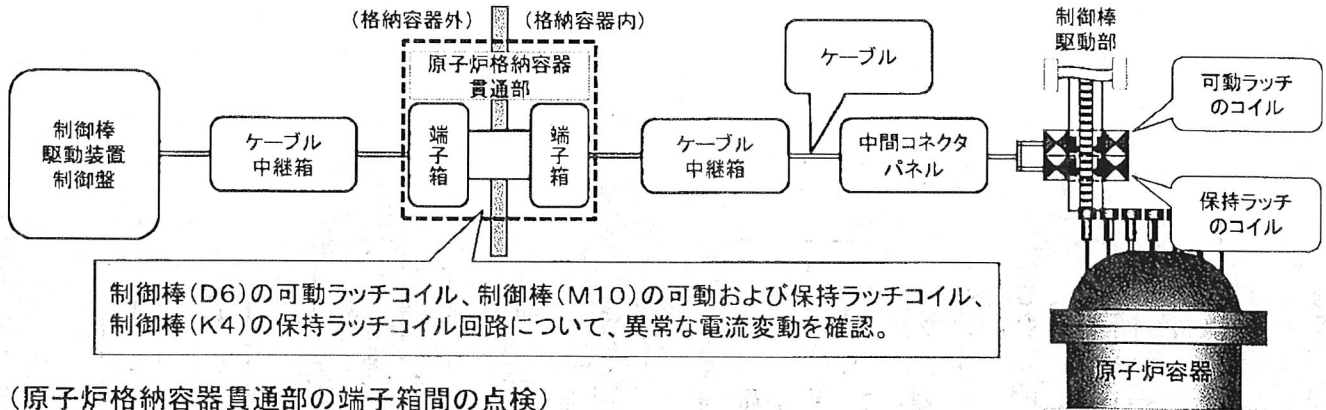 (格納容器外)
(格納容器内)
制御棒
駆動装置
制御盤
ケーブル
中継箱
原子炉格納容器
貫通部
端子箱
端子箱
ケーブル
中継箱
ケーブル
中間コネクタ
パネル
制御棒
駆動部
可動ラッチ
のコイル
保持ラッチ
のコイル
原子炉容器
制御棒(D6)の可動ラッチコイル、制御棒(M10)の可動および保持ラッチコイル、
制御棒(K4)の保持ラッチコイル回路について、異常な電流変動を確認。
(原子炉格納容器貫通部の端子箱間の点検)